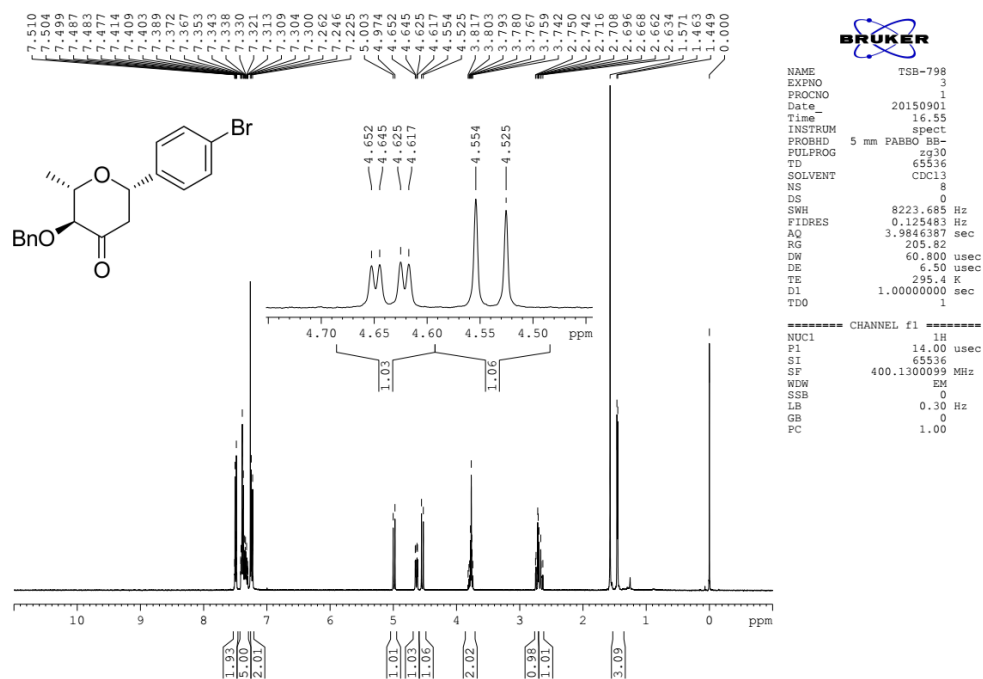 7.510
7.504
7.499
7.487
7.483
7.477
7.414
7.409
7.403
7.389
7.372
7.367
7.353
7.343
7.338
7.330
7.321
7.313
7.309
7.304
7.300
7.262
7.246
7.225
5.003
4.974
4.652
4.645
4.625
4.617
4.554
4.525
3.817
3.803
3.793
3.780
3.767
3.759
3.742
2.750
2.742
2.716
2.708
2.696
2.668
2.662
2.634
1.571
1.463
1.449
0.000
BRUKER
NAME TSB-798
EXPNO 3
PROCNO 1
Date_ 20150901
Time 16.55
INSTRUM spect
PROBHD 5 mm PABBO BB-
PULPROG zg30
TD 65536
SOLVENT CDCl3
NS 8
DS 0
SWH 8223.685 Hz
FIDRES 0.125483 Hz
AQ 3.9846387 sec
RG 205.82
DW 60.800 usec
DE 6.50 usec
TE 295.4 K
D1 1.00000000 sec
TD0 1
======== CHANNEL f1 ========
NUC1 1H
P1 14.00 usec
SI 65536
SF 400.1300099 MHz
WDW EM
SSB 0
LB 0.30 Hz
GB 0
PC 1.00
Br
O
BnO
O
4.652
4.645
4.625
4.617
4.554
4.525
4.70 4.65 4.60 4.55 4.50 ppm
1.03 1.06
10 9 8 7 6 5 4 3 2 1 0 ppm
1.93 5.00 2.01 1.01 1.03 1.06 2.02 0.98 1.01 3.09